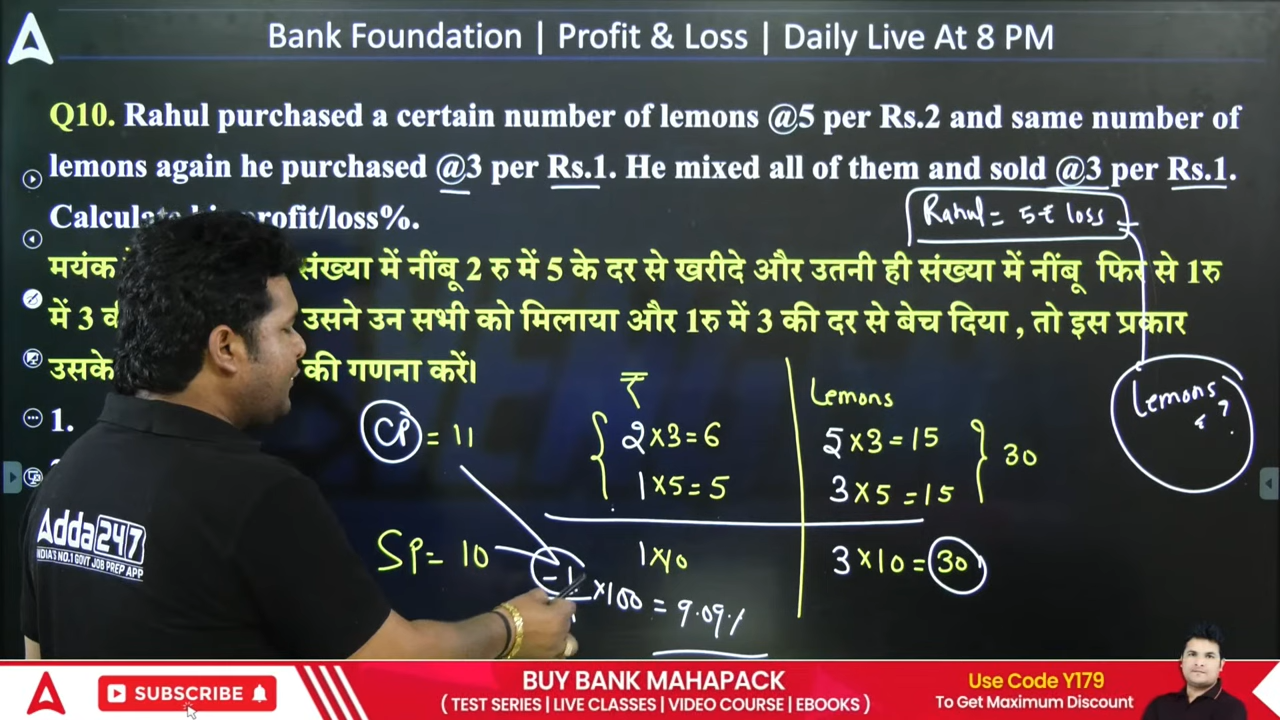 Bank Foundation | Profit & Loss | Daily Live At 8 PM
Q10. Rahul purchased a certain number of lemons @5 per Rs.2 and same number of
lemons again he purchased @3 per Rs.1. He mixed all of them and sold @3 per Rs.1.
Calculate profit/loss%.
Rahul = 5₹ loss
मयंक संख्या में नींबू 2 रु में 5 के दर से खरीदे और उतनी ही संख्या में नींबू फिर से 1रु
में 3 उसने उन सभी को मिलाया और 1रु में 3 की दर से बेच दिया , तो इस प्रकार
उसके की गणना करें।
1.
₹
Lemons
Lemons ?
CP = 11
2×3=6
5×3=15
30
1×5=5
3×5=15
SP= 10
1×10
3×10=30
-1 ×100 = 9.09%
Adda247
INDIA'S NO.1 GOVT JOB PREP APP
SUBSCRIBE
BUY BANK MAHAPACK
( TEST SERIES | LIVE CLASSES | VIDEO COURSE | EBOOKS )
Use Code Y179
To Get Maximum Discount